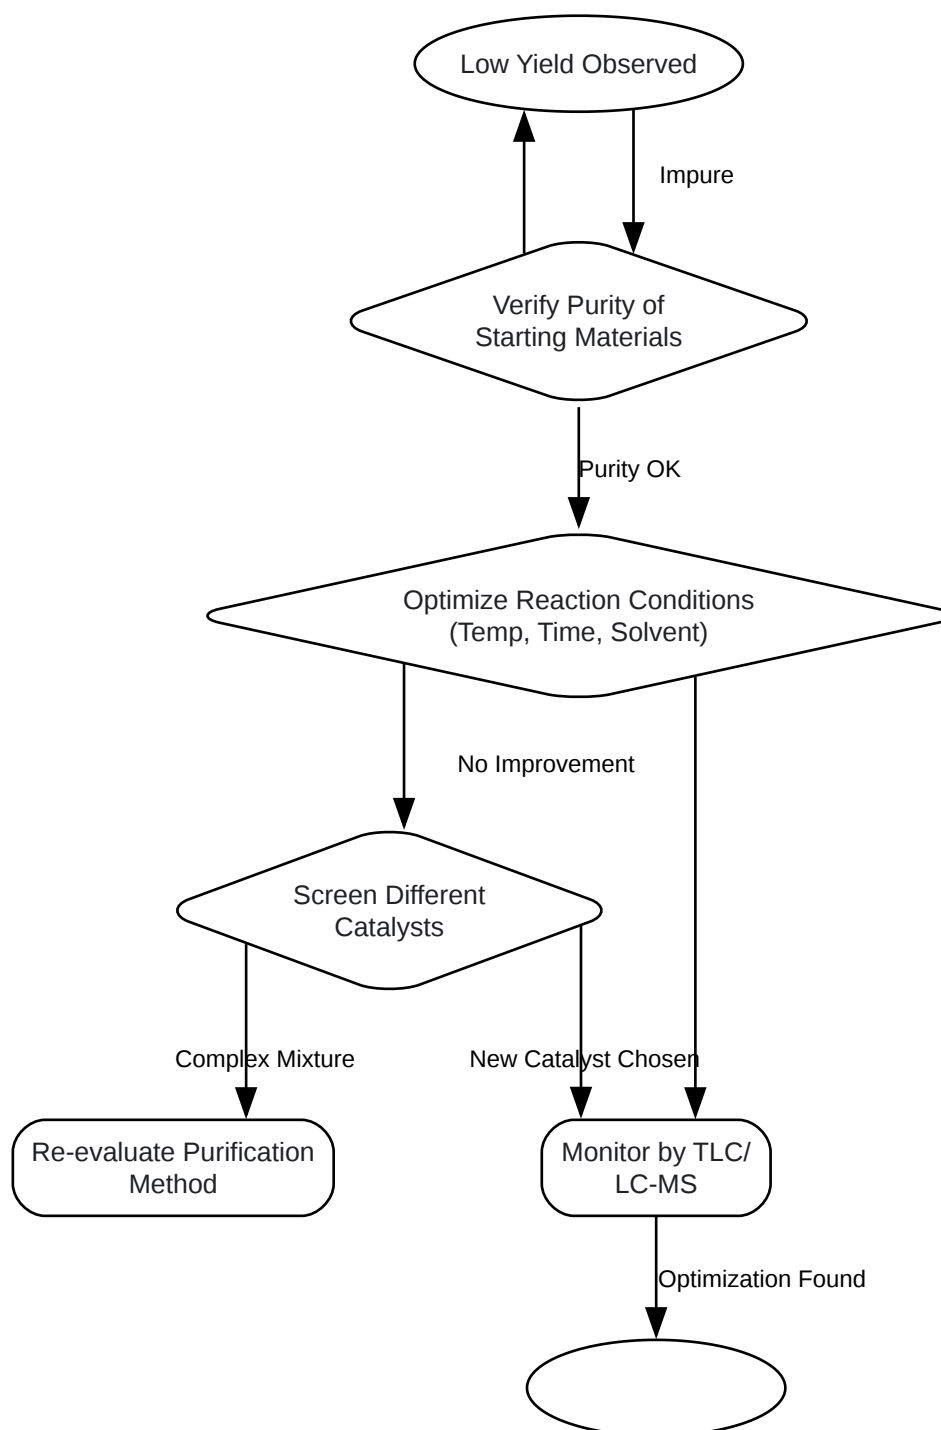 Low Yield Observed
Impure
Verify Purity of
Starting Materials
Purity OK
Optimize Reaction Conditions
(Temp, Time, Solvent)
No Improvement
Screen Different
Catalysts
Complex Mixture
New Catalyst Chosen
Re-evaluate Purification
Method
Monitor by TLC/
LC-MS
Optimization Found